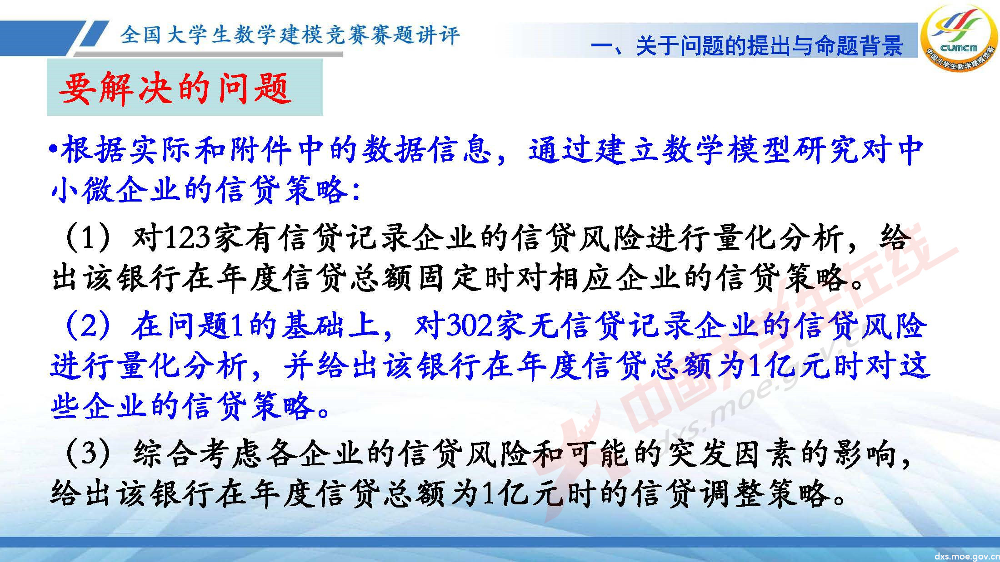 全国大学生数学建模竞赛赛题讲评
一、关于问题的提出与命题背景
CUMCM
中国大学生数学建模竞赛
要解决的问题
•根据实际和附件中的数据信息，通过建立数学模型研究对中
小微企业的信贷策略：
（1）对123家有信贷记录企业的信贷风险进行量化分析，给
出该银行在年度信贷总额固定时对相应企业的信贷策略。
（2）在问题1的基础上，对302家无信贷记录企业的信贷风险
进行量化分析，并给出该银行在年度信贷总额为1亿元时对这
些企业的信贷策略。
（3）综合考虑各企业的信贷风险和可能的突发因素的影响，
给出该银行在年度信贷总额为1亿元时的信贷调整策略。
中国大学生在线
dxs.moe.gov.cn
dxs.moe.gov.cn